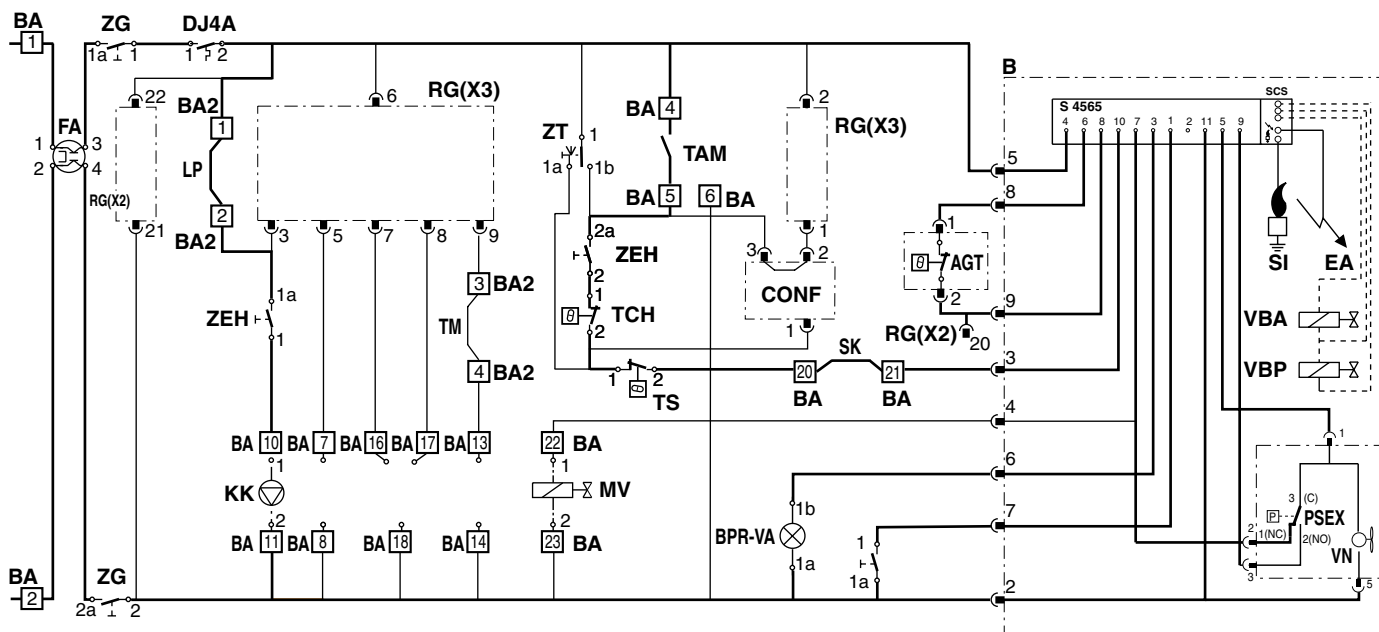 BA ZG DJ4A
1 1a 1 1 2
B
22 6 RG(X3) BA 4 2 RG(X3)
S 4565 SCS
4 6 8 10 7 3 1 2 11 5 9
BA2 1
FA 1 3 2 4
ZT 1 1a 1b TAM
LP
RG(X2)
BA 5 6 BA
5
8
2 BA2
21 3 5 7 8 9
2a ZEH 2
3 1 2
CONF
1
1 θ AGT 2
SI EA
1a ZEH 1
3 BA2
TM
4 BA2
1 θ TCH 2
RG(X2) 20
9
VBA
VBP
SK
1 2 TS
20 BA 21 BA
3
4
BA 10 BA 7 BA 16 17 BA 13 22 BA
1
KK
2
1 MV
2
6
1b
BPR-VA
1a
7
1
1a
1
3 (C)
P PSEX
2 1(NC) 2(NO) VN
3
5
BA 11 BA 8 18 BA 14 23 BA
BA ZG
2 2a 2
2